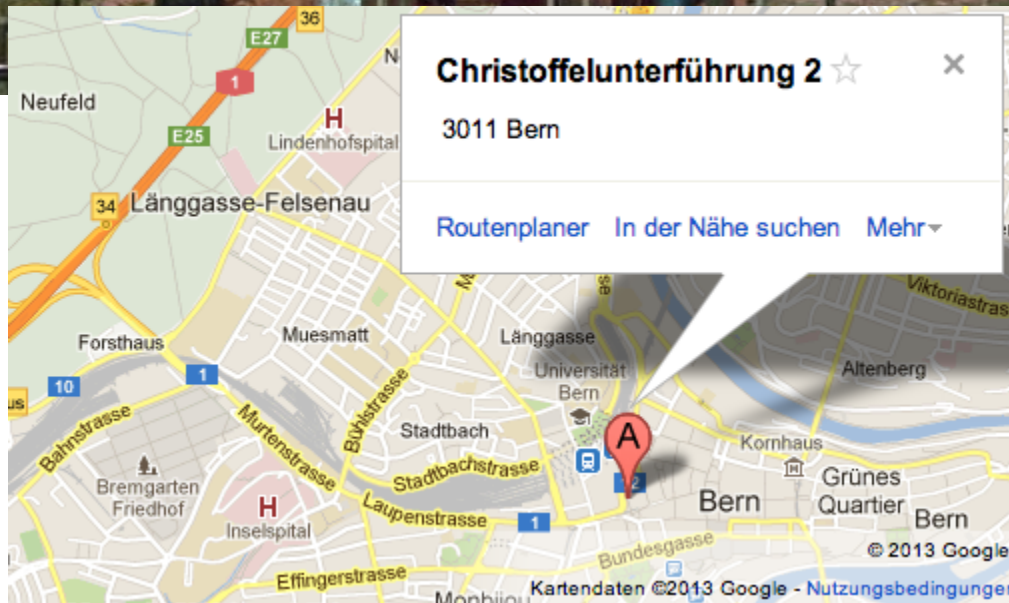 36
E27
1
Neufeld
H
E25
Lindenhofspital
34
Länggasse-Felsenau
Christoffelunterführung 2
3011 Bern
Routenplaner In der Nähe suchen Mehr
Forsthaus
Muesmatt
Länggasse
Universität
Bern
Altenberg
10
1
Bahnstrasse
Murtenstrasse
Bühlstrasse
Stadtbach
A
Kornhaus
M
Stadtbachstrasse
Bremgarten
Friedhof
H
Inselspital
Laupenstrasse
1
Bern
Grünes
Quartier
Bern
Bundesgasse
© 2013 Google
Effingerstrasse
Monbijou
Kartendaten ©2013 Google - Nutzungsbedingungen